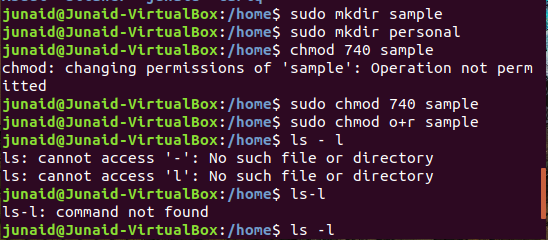 junaid@Junaid-VirtualBox:/home$ sudo mkdir sample
junaid@Junaid-VirtualBox:/home$ sudo mkdir personal
junaid@Junaid-VirtualBox:/home$ chmod 740 sample
chmod: changing permissions of 'sample': Operation not perm
itted
junaid@Junaid-VirtualBox:/home$ sudo chmod 740 sample
junaid@Junaid-VirtualBox:/home$ sudo chmod o+r sample
junaid@Junaid-VirtualBox:/home$ ls - l
ls: cannot access '-': No such file or directory
ls: cannot access 'l': No such file or directory
junaid@Junaid-VirtualBox:/home$ ls-l
ls-l: command not found
junaid@Junaid-VirtualBox:/home$ ls -l